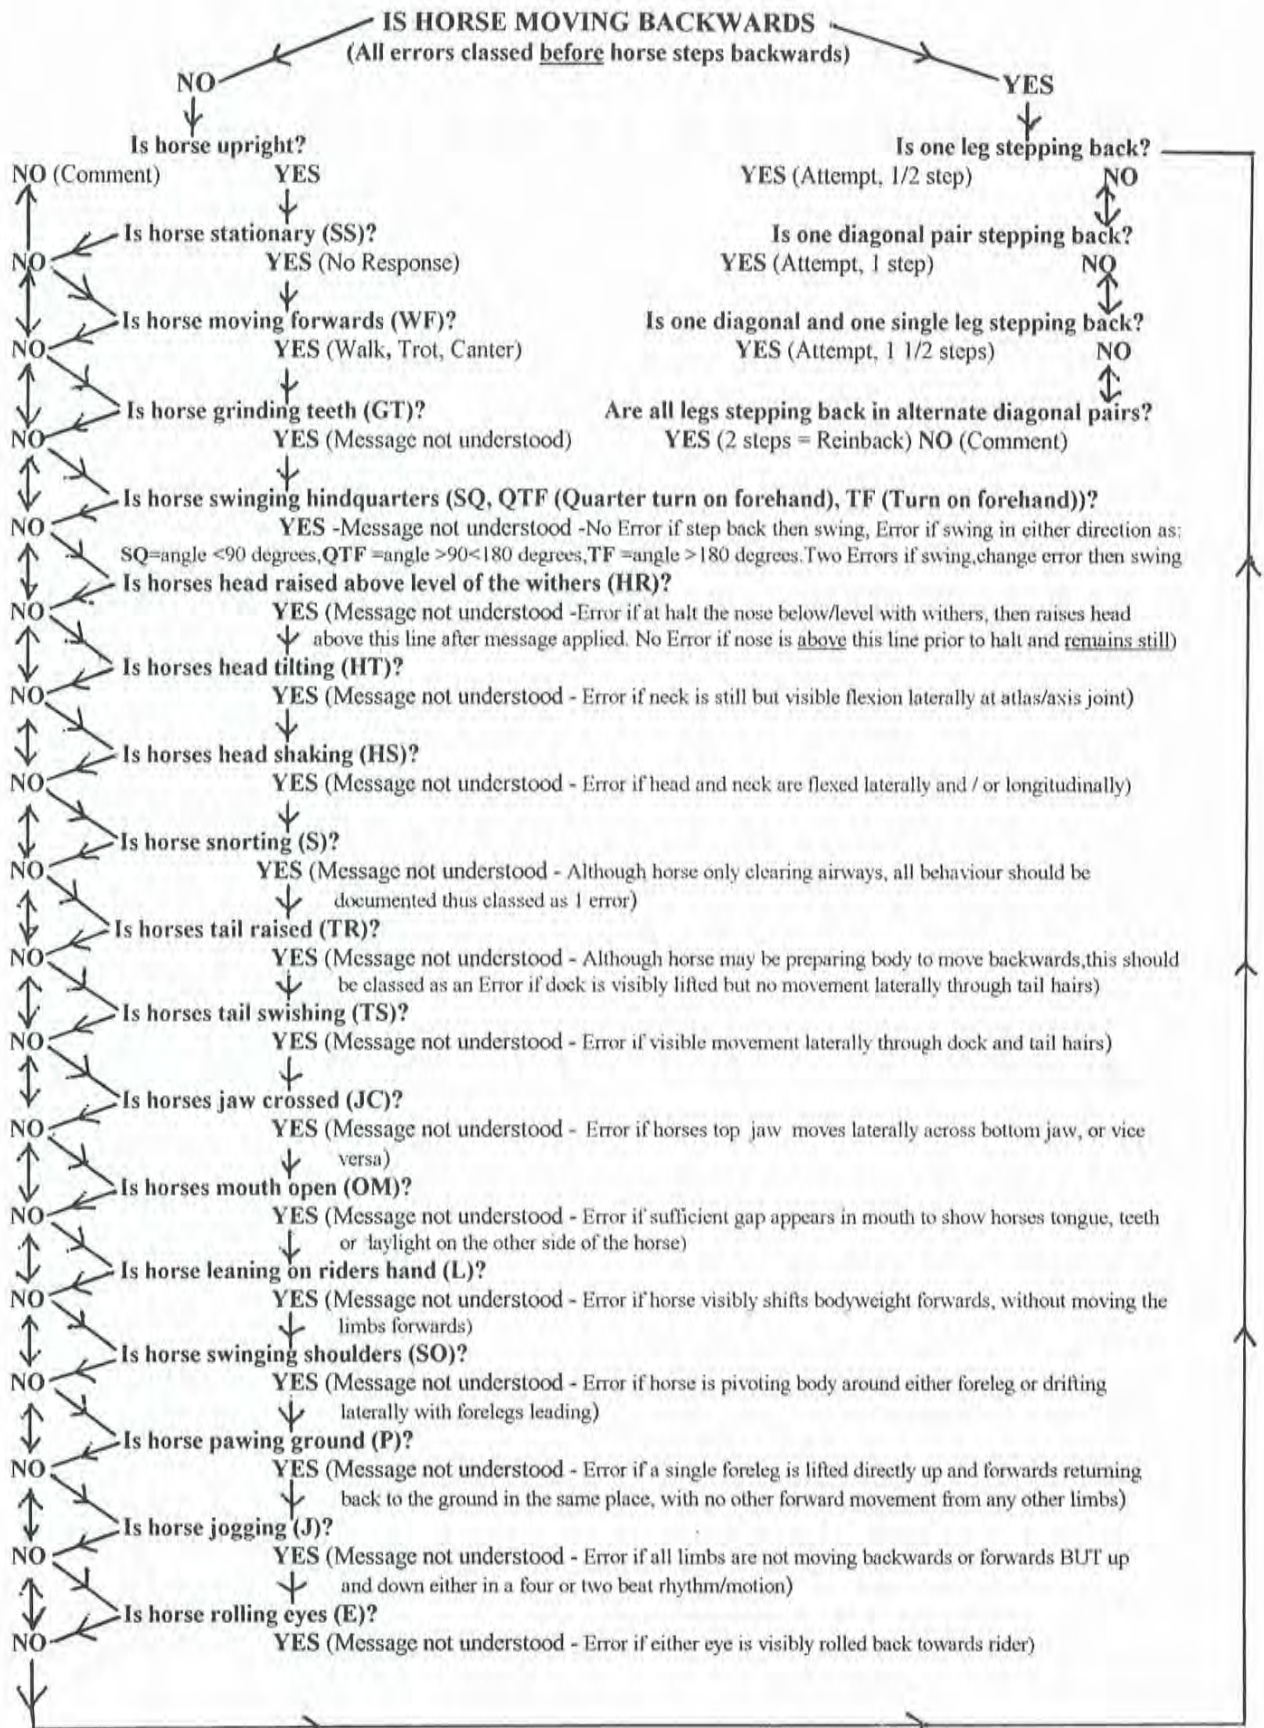 IS HORSE MOVING BACKWARDS
(All errors classed before horse steps backwards)
NO
YES
Is horse upright?
NO (Comment) YES
Is horse stationary (SS)?
NO YES (No Response)
Is horse moving forwards (WF)?
NO YES (Walk, Trot, Canter)
Is horse grinding teeth (GT)?
NO YES (Message not understood)
Is one leg stepping back?
YES (Attempt, 1/2 step) NO
Is one diagonal pair stepping back?
YES (Attempt, 1 step) NO
Is one diagonal and one single leg stepping back?
YES (Attempt, 1 1/2 steps) NO
Are all legs stepping back in alternate diagonal pairs?
YES (2 steps = Reinback) NO (Comment)
Is horse swinging hindquarters (SQ, QTF (Quarter turn on forehand), TF (Turn on forehand))?
NO YES -Message not understood -No Error if step back then swing, Error if swing in either direction as:
SQ=angle <90 degrees,QTF =angle >90<180 degrees,TF =angle >180 degrees.Two Errors if swing,change error then swing
Is horses head raised above level of the withers (HR)?
NO YES (Message not understood -Error if at halt the nose below/level with withers, then raises head
above this line after message applied. No Error if nose is above this line prior to halt and remains still)
Is horses head tilting (HT)?
NO YES (Message not understood - Error if neck is still but visible flexion laterally at atlas/axis joint)
Is horses head shaking (HS)?
NO YES (Message not understood - Error if head and neck are flexed laterally and / or longitudinally)
Is horse snorting (S)?
NO YES (Message not understood - Although horse only clearing airways, all behaviour should be
documented thus classed as 1 error)
Is horses tail raised (TR)?
NO YES (Message not understood - Although horse may be preparing body to move backwards,this should
be classed as an Error if dock is visibly lifted but no movement laterally through tail hairs)
Is horses tail swishing (TS)?
NO YES (Message not understood - Error if visible movement laterally through dock and tail hairs)
Is horses jaw crossed (JC)?
NO YES (Message not understood - Error if horses top jaw moves laterally across bottom jaw, or vice
versa)
Is horses mouth open (OM)?
NO YES (Message not understood - Error if sufficient gap appears in mouth to show horses tongue, teeth
or daylight on the other side of the horse)
Is horse leaning on riders hand (L)?
NO YES (Message not understood - Error if horse visibly shifts bodyweight forwards, without moving the
limbs forwards)
Is horse swinging shoulders (SO)?
NO YES (Message not understood - Error if horse is pivoting body around either foreleg or drifting
laterally with forelegs leading)
Is horse pawing ground (P)?
NO YES (Message not understood - Error if a single foreleg is lifted directly up and forwards returning
back to the ground in the same place, with no other forward movement from any other limbs)
Is horse jogging (J)?
NO YES (Message not understood - Error if all limbs are not moving backwards or forwards BUT up
and down either in a four or two beat rhythm/motion)
Is horse rolling eyes (E)?
NO YES (Message not understood - Error if either eye is visibly rolled back towards rider)